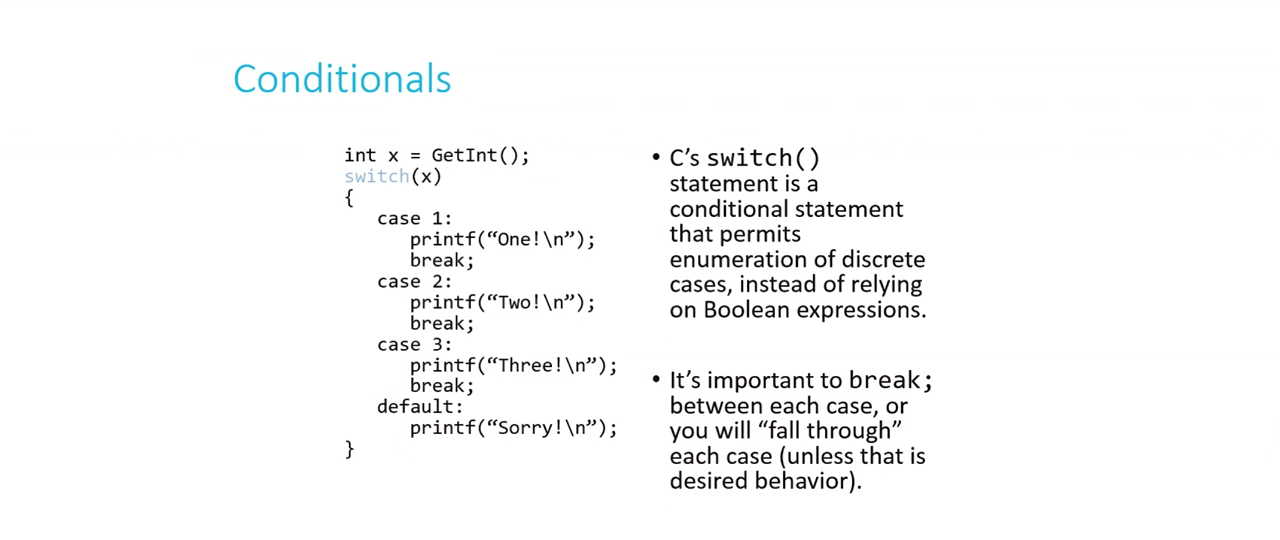 Conditionals
int x = GetInt();
switch(x)
{
case 1:
printf(“One!\n”);
break;
case 2:
printf(“Two!\n”);
break;
case 3:
printf(“Three!\n”);
break;
default:
printf(“Sorry!\n”);
}
• C’s switch()
statement is a
conditional statement
that permits
enumeration of discrete
cases, instead of relying
on Boolean expressions.
• It’s important to break;
between each case, or
you will “fall through”
each case (unless that is
desired behavior).